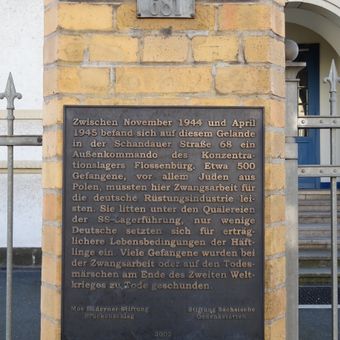 Zwischen November 1944 und April
1945 befand sich auf diesem Gelände
in der Schandauer Straße 68 ein
Außenkommando des Konzentra-
tionslagers Flossenbürg. Etwa 500
Gefangene, vor allem Juden aus
Polen, mussten hier Zwangsarbeit für
die deutsche Rüstungsindustrie lei-
sten. Sie litten unter den Quälereien
der SS-Lagerführung, nur wenige
Deutsche setzten sich für erträg-
lichere Lebensbedingungen der Häft-
linge ein. Viele Gefangene wurden bei
der Zwangsarbeit oder auf den Todes-
märschen am Ende des Zweiten Welt-
krieges zu Tode geschunden.
Stiftung Sächsische
Brückenschlag
Gedenkstätten
2002